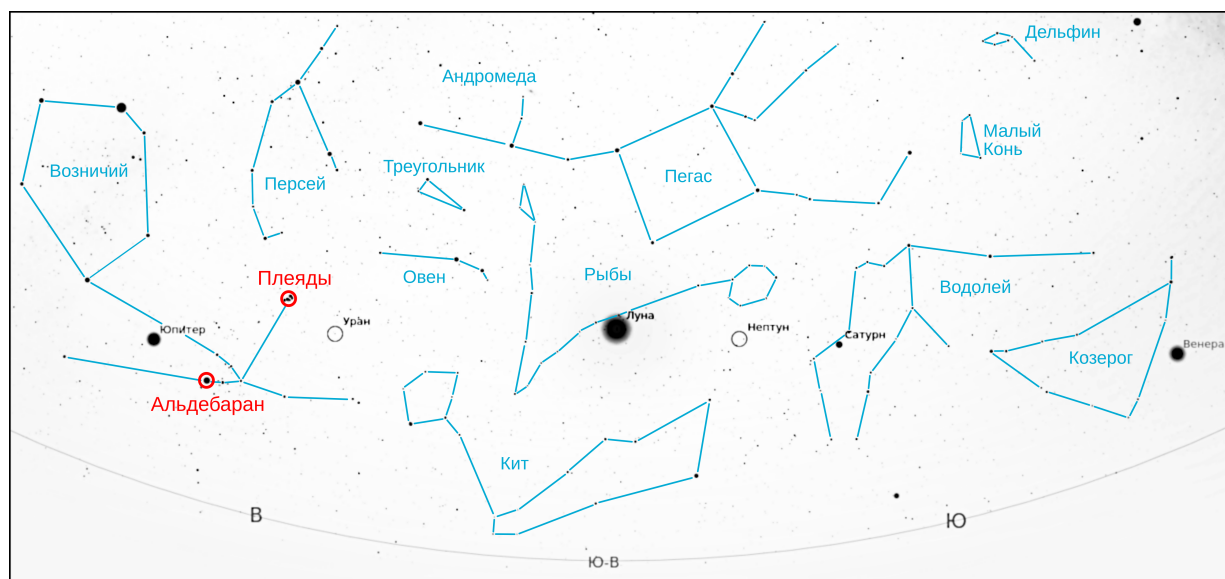 Дельфин
Андромеда
Малый
Конь
Возничий
Персей
Треугольник
Пегас
Плеяды
Овен
Рыбы
Водолей
Юпитер
Уран
Луна
Нептун
Сатурн
Козерог
Венера
Альдебаран
Кит
В
Ю
Ю-В